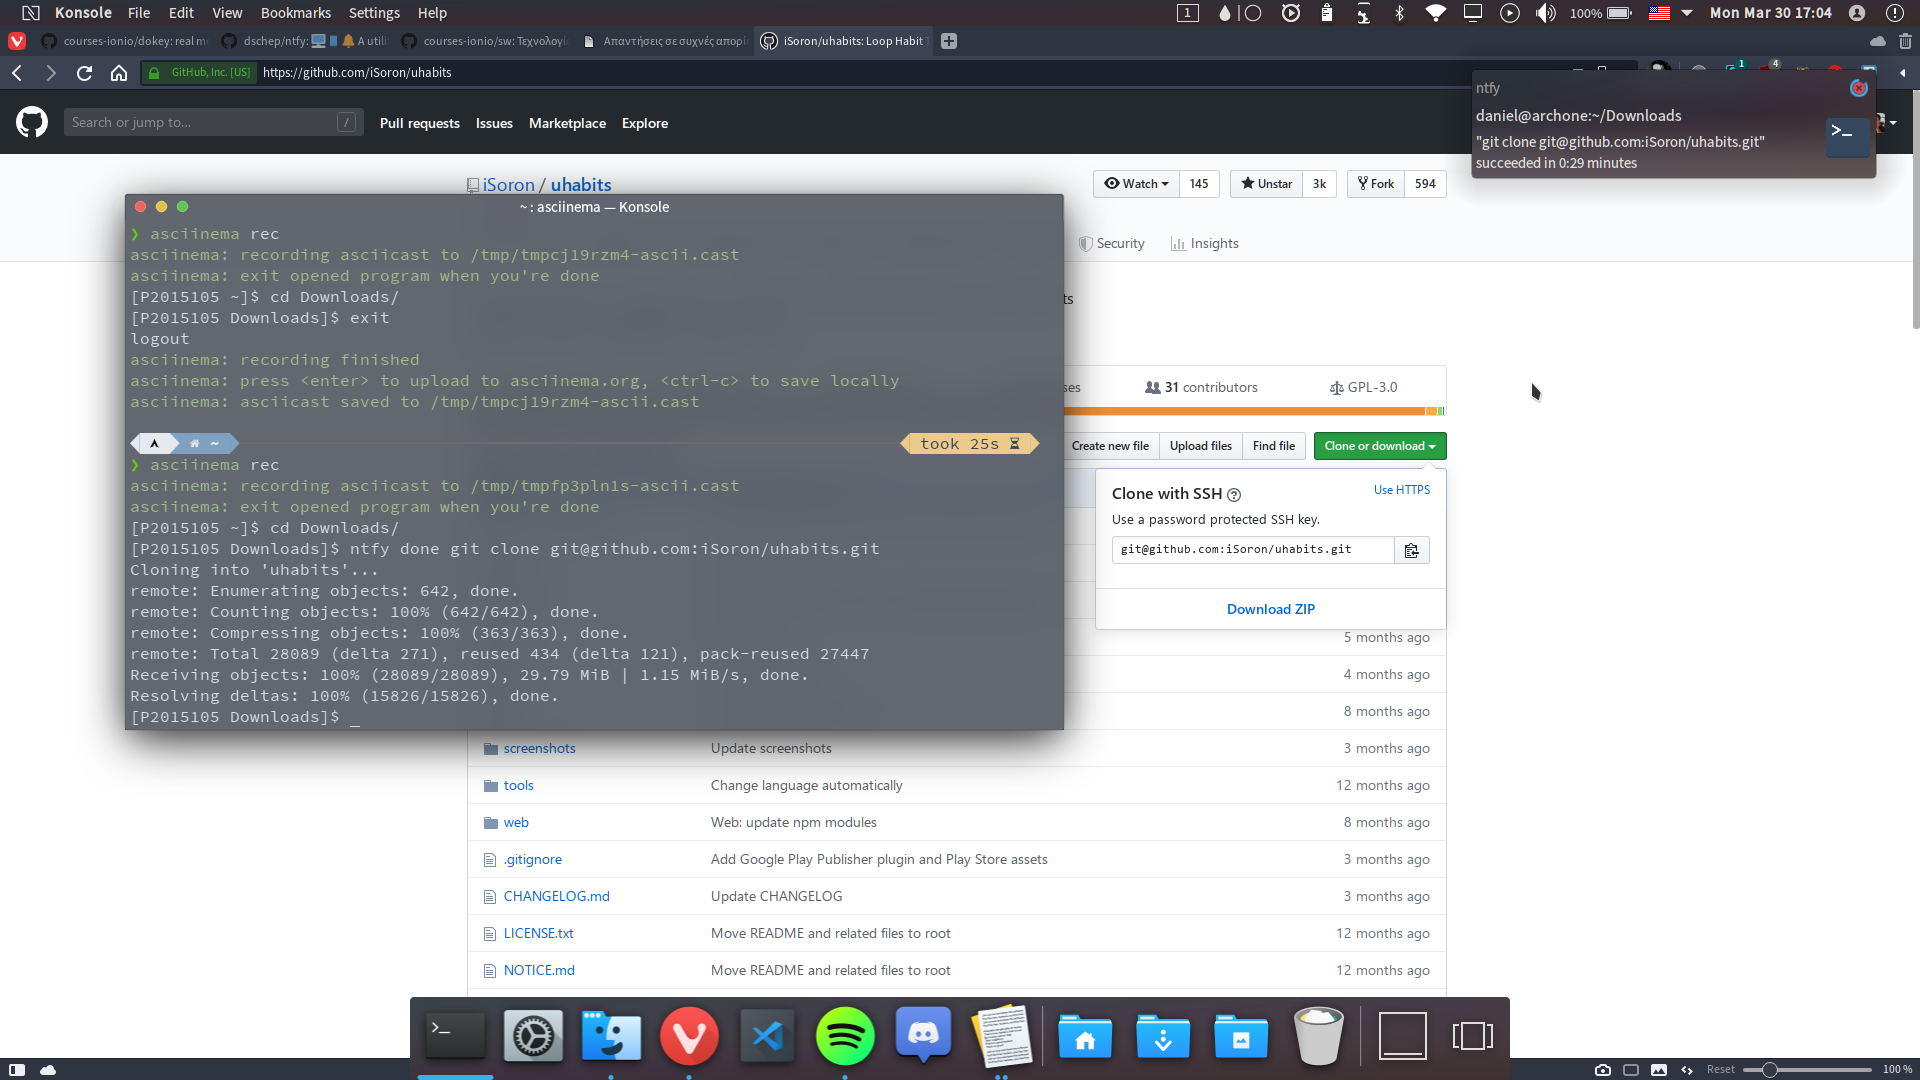 Konsole File Edit View Bookmarks Settings Help
1
100%
Mon Mar 30 17:04
courses-ionio/dokey: real m
dschep/ntfy:
A utili
courses-ionio/sw: Τεχνολογί
Απαντήσεις σε συχνές απορί
iSoron/uhabits: Loop Habit T
GitHub, Inc. [US] https://github.com/iSoron/uhabits
1
4
Search or jump to... /
Pull requests Issues Marketplace Explore
ntfy
daniel@archone:~/Downloads
>_
"git clone git@github.com:iSoron/uhabits.git"
succeeded in 0:29 minutes
iSoron / uhabits
Watch 145
Unstar 3k
Fork 594
Security Insights
~ : asciinema — Konsole
❯ asciinema rec
asciinema: recording asciicast to /tmp/tmpcj19rzm4-ascii.cast
asciinema: exit opened program when you're done
[P2015105 ~]$ cd Downloads/
[P2015105 Downloads]$ exit
logout
asciinema: recording finished
asciinema: press <enter> to upload to asciinema.org, <ctrl-c> to save locally
asciinema: asciicast saved to /tmp/tmpcj19rzm4-ascii.cast
~ took 25s
❯ asciinema rec
asciinema: recording asciicast to /tmp/tmpfp3pln1s-ascii.cast
asciinema: exit opened program when you're done
[P2015105 ~]$ cd Downloads/
[P2015105 Downloads]$ ntfy done git clone git@github.com:iSoron/uhabits.git
Cloning into 'uhabits'...
remote: Enumerating objects: 642, done.
remote: Counting objects: 100% (642/642), done.
remote: Compressing objects: 100% (363/363), done.
remote: Total 28089 (delta 271), reused 434 (delta 121), pack-reused 27447
Receiving objects: 100% (28089/28089), 29.79 MiB | 1.15 MiB/s, done.
Resolving deltas: 100% (15826/15826), done.
[P2015105 Downloads]$ _
ts
ses
31 contributors
GPL-3.0
Create new file Upload files Find file Clone or download
Clone with SSH ?
Use HTTPS
Use a password protected SSH key.
git@github.com:iSoron/uhabits.git
Download ZIP
5 months ago
4 months ago
8 months ago
screenshots Update screenshots 3 months ago
tools Change language automatically 12 months ago
web Web: update npm modules 8 months ago
.gitignore Add Google Play Publisher plugin and Play Store assets 3 months ago
CHANGELOG.md Update CHANGELOG 3 months ago
LICENSE.txt Move README and related files to root 12 months ago
NOTICE.md Move README and related files to root 12 months ago
>_
Reset 100 %